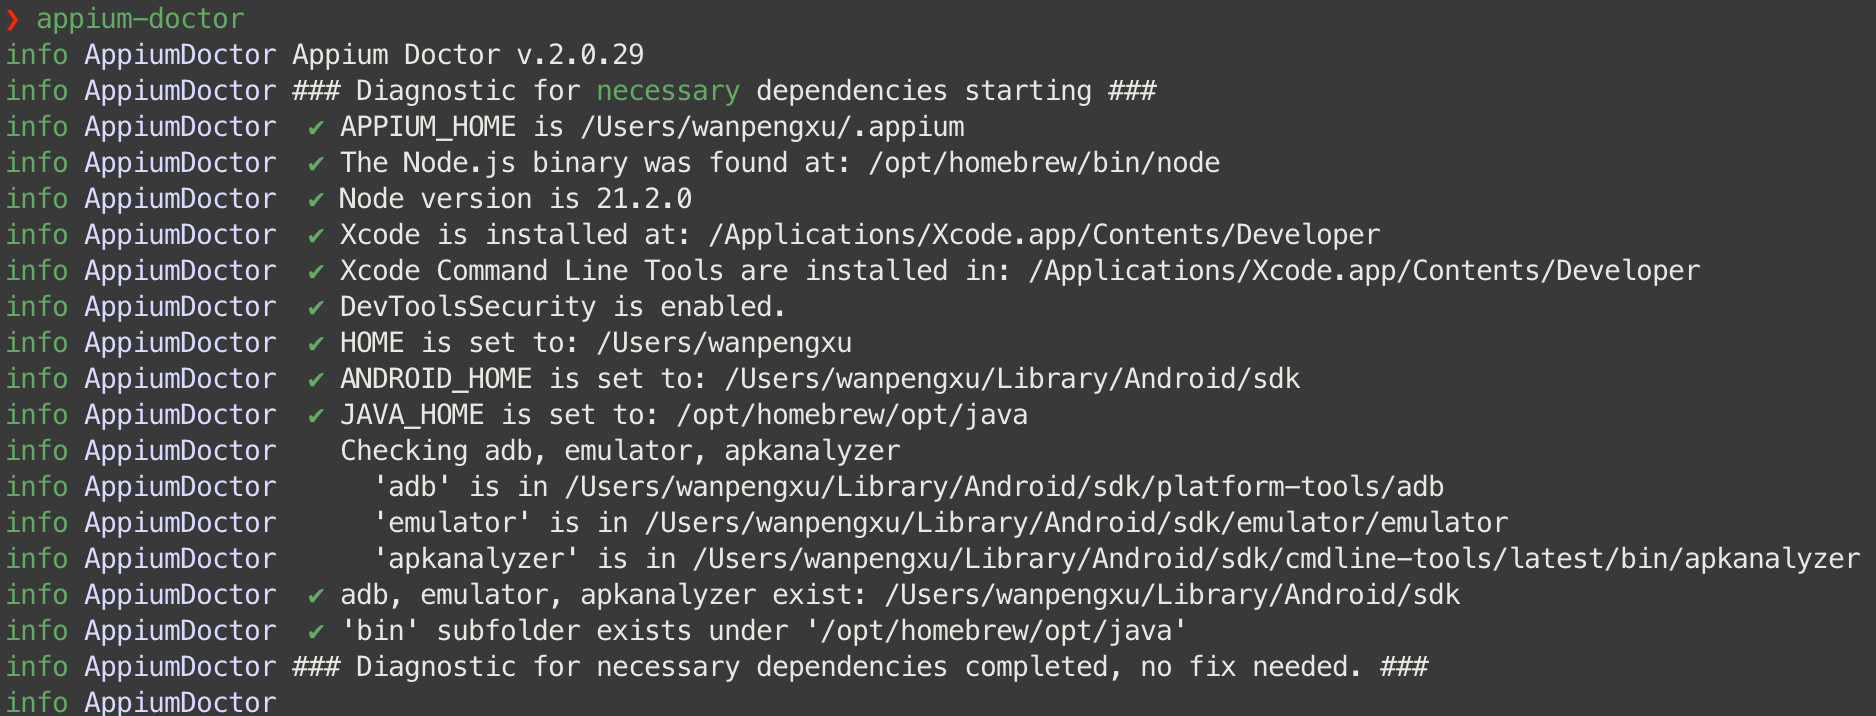 ❯ appium-doctor
info AppiumDoctor Appium Doctor v.2.0.29
info AppiumDoctor ### Diagnostic for necessary dependencies starting ###
info AppiumDoctor  ✔ APPIUM_HOME is /Users/wanpengxu/.appium
info AppiumDoctor  ✔ The Node.js binary was found at: /opt/homebrew/bin/node
info AppiumDoctor  ✔ Node version is 21.2.0
info AppiumDoctor  ✔ Xcode is installed at: /Applications/Xcode.app/Contents/Developer
info AppiumDoctor  ✔ Xcode Command Line Tools are installed in: /Applications/Xcode.app/Contents/Developer
info AppiumDoctor  ✔ DevToolsSecurity is enabled.
info AppiumDoctor  ✔ HOME is set to: /Users/wanpengxu
info AppiumDoctor  ✔ ANDROID_HOME is set to: /Users/wanpengxu/Library/Android/sdk
info AppiumDoctor  ✔ JAVA_HOME is set to: /opt/homebrew/opt/java
info AppiumDoctor    Checking adb, emulator, apkanalyzer
info AppiumDoctor      'adb' is in /Users/wanpengxu/Library/Android/sdk/platform-tools/adb
info AppiumDoctor      'emulator' is in /Users/wanpengxu/Library/Android/sdk/emulator/emulator
info AppiumDoctor      'apkanalyzer' is in /Users/wanpengxu/Library/Android/sdk/cmdline-tools/latest/bin/apkanalyzer
info AppiumDoctor  ✔ adb, emulator, apkanalyzer exist: /Users/wanpengxu/Library/Android/sdk
info AppiumDoctor  ✔ 'bin' subfolder exists under '/opt/homebrew/opt/java'
info AppiumDoctor ### Diagnostic for necessary dependencies completed, no fix needed. ###
info AppiumDoctor